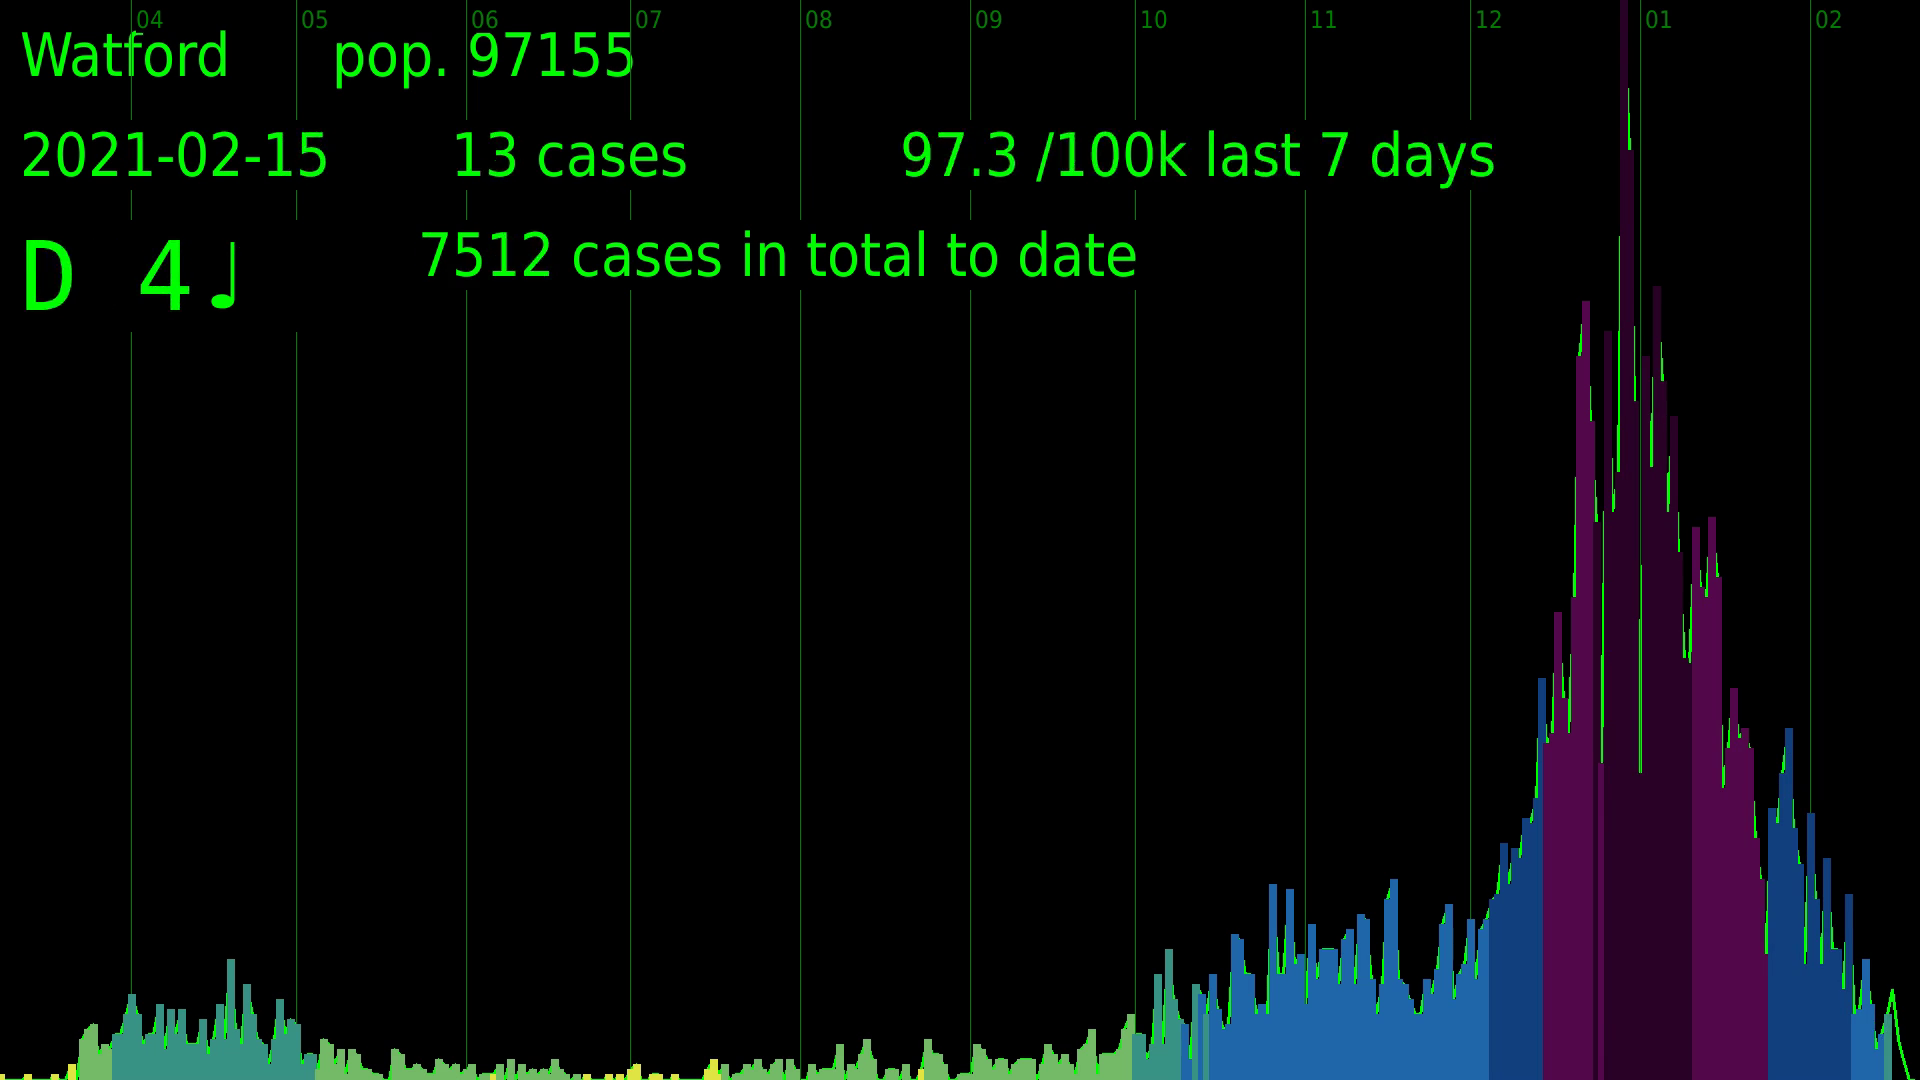 04 05 06 07 08 09 10 11 12 01 02
Watford pop. 97155
2021-02-15 13 cases 97.3 /100k last 7 days
D 4♩ 7512 cases in total to date